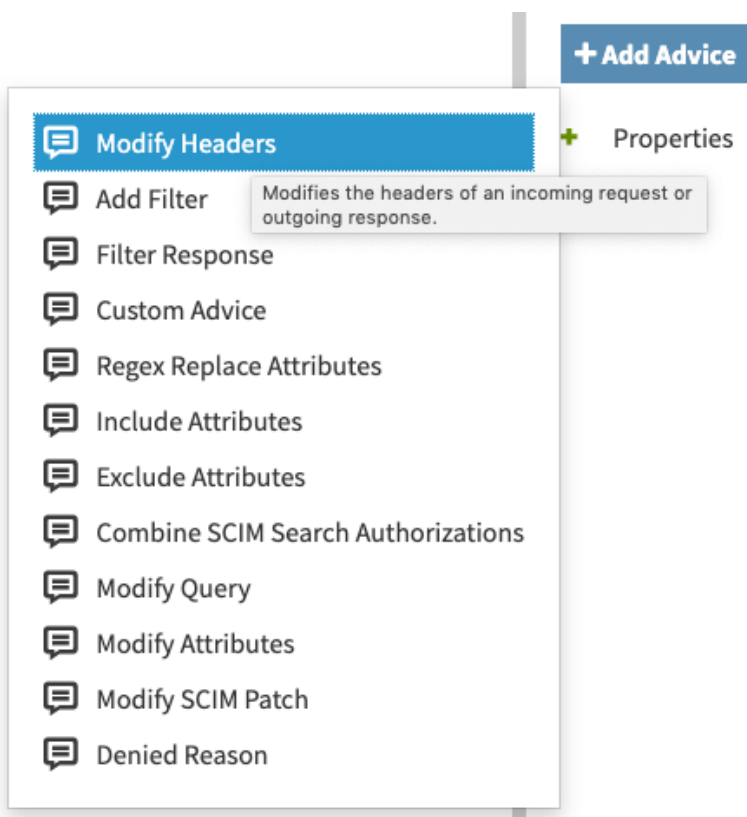 + Add Advice
Modify Headers
+ Properties
Add Filter
Modifies the headers of an incoming request or
outgoing response.
Filter Response
Custom Advice
Regex Replace Attributes
Include Attributes
Exclude Attributes
Combine SCIM Search Authorizations
Modify Query
Modify Attributes
Modify SCIM Patch
Denied Reason